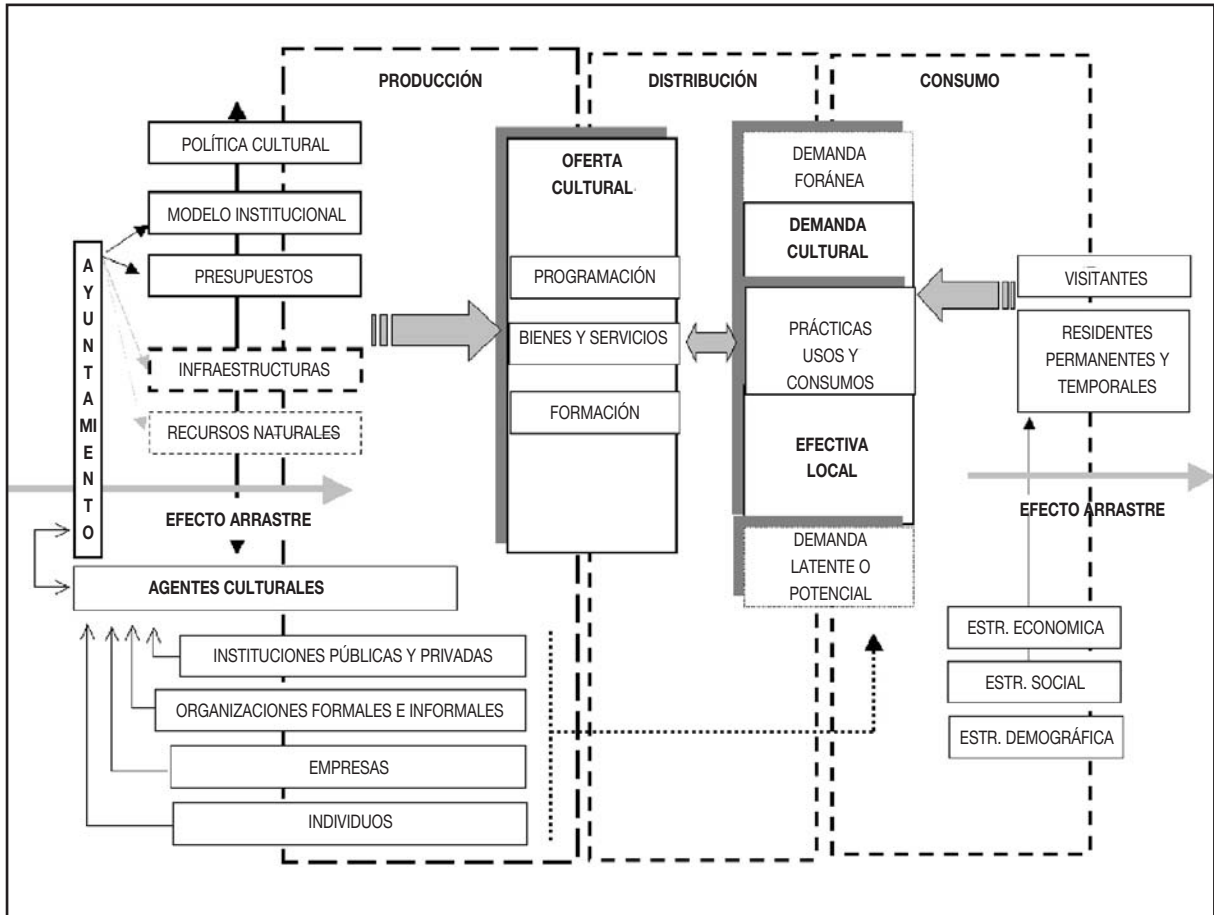 PRODUCCIÓN
DISTRIBUCIÓN
CONSUMO
POLÍTICA CULTURAL
MODELO INSTITUCIONAL
PRESUPUESTOS
INFRAESTRUCTURAS
RECURSOS NATURALES
AYUNTAMIENTO
EFECTO ARRASTRE
AGENTES CULTURALES
INSTITUCIONES PÚBLICAS Y PRIVADAS
ORGANIZACIONES FORMALES E INFORMALES
EMPRESAS
INDIVIDUOS
OFERTA
CULTURAL
PROGRAMACIÓN
BIENES Y SERVICIOS
FORMACIÓN
DEMANDA
FORÁNEA
DEMANDA
CULTURAL
PRÁCTICAS
USOS Y
CONSUMOS
EFECTIVA
LOCAL
DEMANDA
LATENTE O
POTENCIAL
VISITANTES
RESIDENTES
PERMANENTES Y
TEMPORALES
EFECTO ARRASTRE
ESTR. ECONOMICA
ESTR. SOCIAL
ESTR. DEMOGRÁFICA